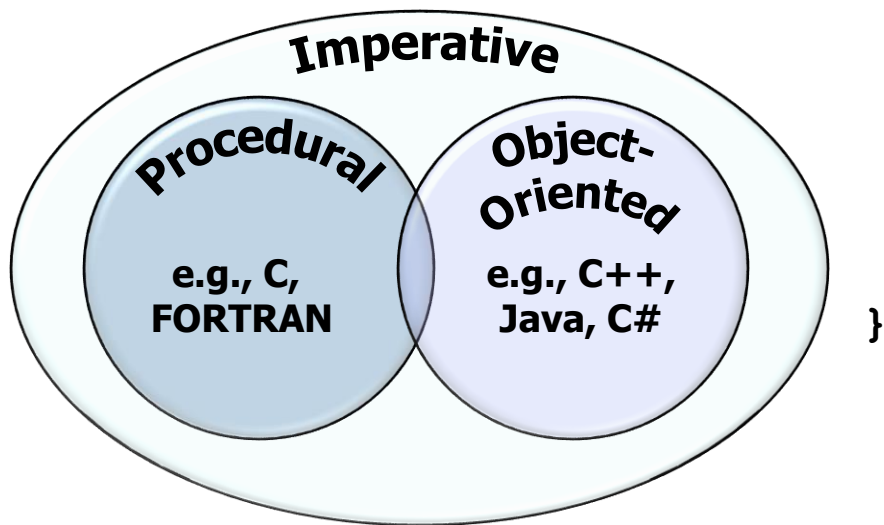 Imperative
Procedural
e.g., C,
FORTRAN
Object-
Oriented
e.g., C++,
Java, C#
}